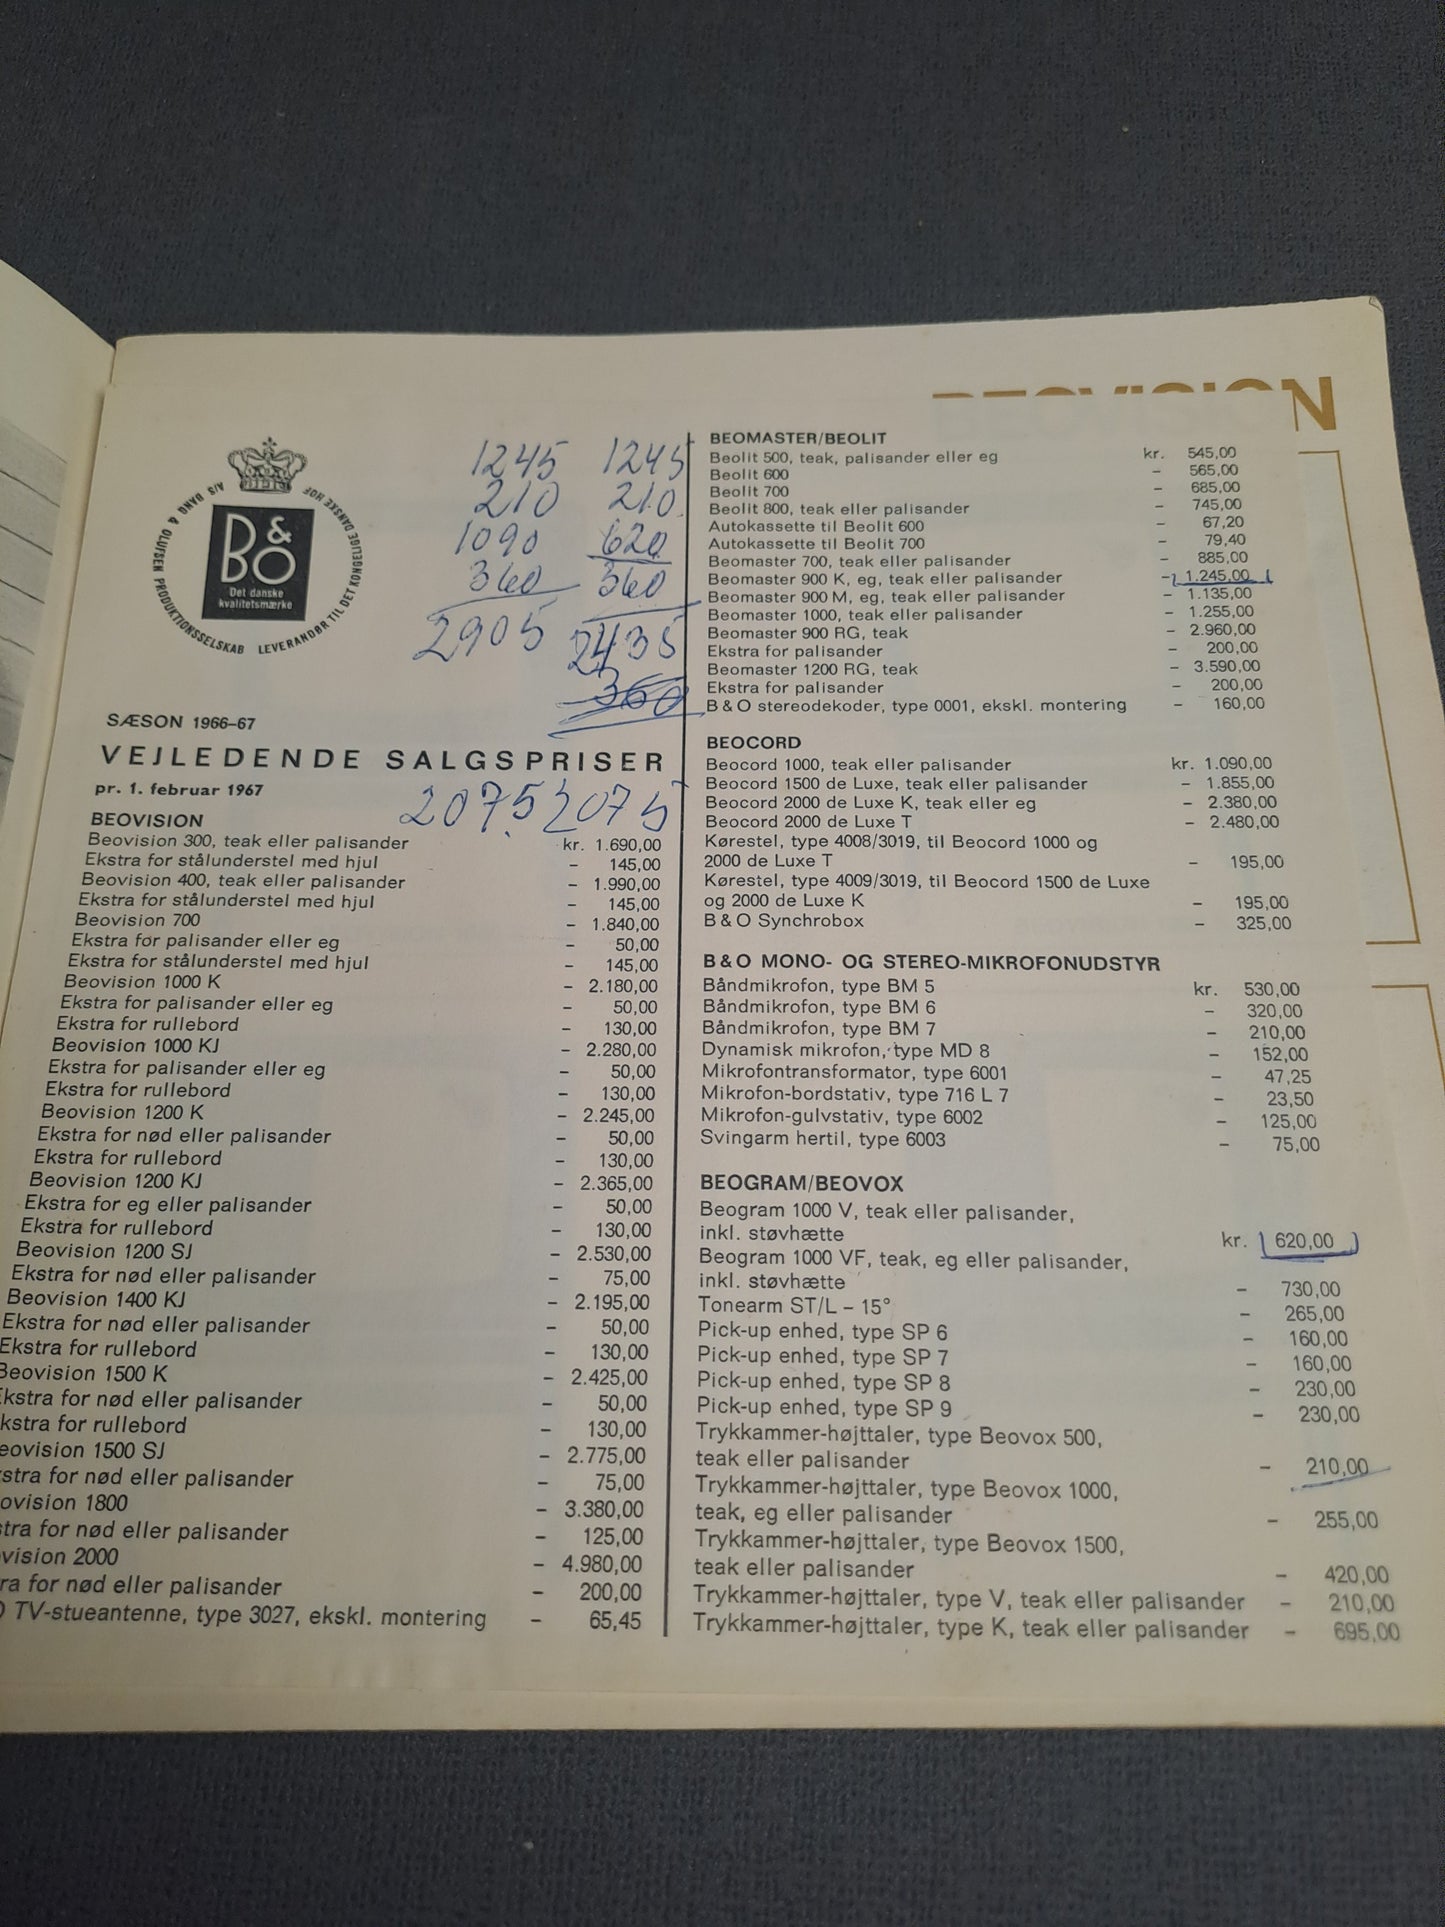 BEOVISION
A/S BANG & OLUFSEN PRODUKTIONSSELSKAB LEVERANDØR TIL DET KONGELIGE DANSKE HOF
B&O
Det danske
kvalitetsmærke
1245 1245
210 210
1090 620
360 360
2905 2435
360
SÆSON 1966–67
VEJLEDENDE SALGSPRISER
pr. 1. februar 1967
2075 2075
BEOVISION
Beovision 300, teak eller palisander kr. 1.690,00
Ekstra for stålunderstel med hjul – 145,00
Beovision 400, teak eller palisander – 1.990,00
Ekstra for stålunderstel med hjul – 145,00
Beovision 700 – 1.840,00
Ekstra for palisander eller eg – 50,00
Ekstra for stålunderstel med hjul – 145,00
Beovision 1000 K – 2.180,00
Ekstra for palisander eller eg – 50,00
Ekstra for rullebord – 130,00
Beovision 1000 KJ – 2.280,00
Ekstra for palisander eller eg – 50,00
Ekstra for rullebord – 130,00
Beovision 1200 K – 2.245,00
Ekstra for nød eller palisander – 50,00
Ekstra for rullebord – 130,00
Beovision 1200 KJ – 2.365,00
Ekstra for eg eller palisander – 50,00
Ekstra for rullebord – 130,00
Beovision 1200 SJ – 2.530,00
Ekstra for nød eller palisander – 75,00
Beovision 1400 KJ – 2.195,00
Ekstra for nød eller palisander – 50,00
Ekstra for rullebord – 130,00
Beovision 1500 K – 2.425,00
kstra for nød eller palisander – 50,00
kstra for rullebord – 130,00
eovision 1500 SJ – 2.775,00
stra for nød eller palisander – 75,00
ovision 1800 – 3.380,00
tra for nød eller palisander – 125,00
vision 2000 – 4.980,00
ra for nød eller palisander – 200,00
O TV-stueantenne, type 3027, ekskl. montering – 65,45
BEOMASTER/BEOLIT
Beolit 500, teak, palisander eller eg kr. 545,00
Beolit 600 – 565,00
Beolit 700 – 685,00
Beolit 800, teak eller palisander – 745,00
Autokassette til Beolit 600 – 67,20
Autokassette til Beolit 700 – 79,40
Beomaster 700, teak eller palisander – 885,00
Beomaster 900 K, eg, teak eller palisander – 1.245,00
Beomaster 900 M, eg, teak eller palisander – 1.135,00
Beomaster 1000, teak eller palisander – 1.255,00
Beomaster 900 RG, teak – 2.960,00
Ekstra for palisander – 200,00
Beomaster 1200 RG, teak – 3.590,00
Ekstra for palisander – 200,00
B & O stereodekoder, type 0001, ekskl. montering – 160,00
BEOCORD
Beocord 1000, teak eller palisander kr. 1.090,00
Beocord 1500 de Luxe, teak eller palisander – 1.855,00
Beocord 2000 de Luxe K, teak eller eg – 2.380,00
Beocord 2000 de Luxe T – 2.480,00
Kørestel, type 4008/3019, til Beocord 1000 og
2000 de Luxe T – 195,00
Kørestel, type 4009/3019, til Beocord 1500 de Luxe
og 2000 de Luxe K – 195,00
B & O Synchrobox – 325,00
B & O MONO- OG STEREO-MIKROFONUDSTYR
Båndmikrofon, type BM 5 kr. 530,00
Båndmikrofon, type BM 6 – 320,00
Båndmikrofon, type BM 7 – 210,00
Dynamisk mikrofon, type MD 8 – 152,00
Mikrofontransformator, type 6001 – 47,25
Mikrofon-bordstativ, type 716 L 7 – 23,50
Mikrofon-gulvstativ, type 6002 – 125,00
Svingarm hertil, type 6003 – 75,00
BEOGRAM/BEOVOX
Beogram 1000 V, teak eller palisander,
inkl. støvhætte kr. 620,00
Beogram 1000 VF, teak, eg eller palisander,
inkl. støvhætte – 730,00
Tonearm ST/L – 15° – 265,00
Pick-up enhed, type SP 6 – 160,00
Pick-up enhed, type SP 7 – 160,00
Pick-up enhed, type SP 8 – 230,00
Pick-up enhed, type SP 9 – 230,00
Trykkammer-højttaler, type Beovox 500,
teak eller palisander – 210,00
Trykkammer-højttaler, type Beovox 1000,
teak, eg eller palisander – 255,00
Trykkammer-højttaler, type Beovox 1500,
teak eller palisander – 420,00
Trykkammer-højttaler, type V, teak eller palisander – 210,00
Trykkammer-højttaler, type K, teak eller palisander – 695,00